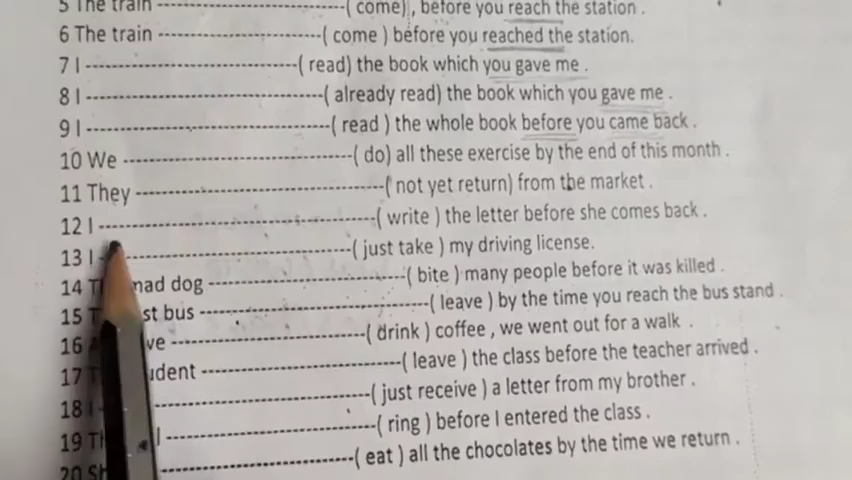 5 The train --------------------------------( come) , before you reach the station .
6 The train ---------------------------( come ) before you reached the station.
7 I -----------------------------------( read) the book which you gave me .
8 I ---------------------------------------( already read) the book which you gave me .
9 I ----------------------------------------( read ) the whole book before you came back .
10 We --------------------------------------( do) all these exercise by the end of this month .
11 They ------------------------------------------( not yet return) from the market .
12 I ----------------------------------------------( write ) the letter before she comes back .
13 I ----------------------------------------( just take ) my driving license.
14 dog ----------------------------------( bite ) many people before it was killed .
15 bus --------------------------------------( leave ) by the time you reach the bus stand .
16 ---------------------------------( drink ) coffee , we went out for a walk .
17 ----------------------------------( leave ) the class before the teacher arrived .
18 I ------------------------------------( just receive ) a letter from my brother .
19 -----------------------------------( ring ) before I entered the class .
20 --------------------------------( eat ) all the chocolates by the time we return .